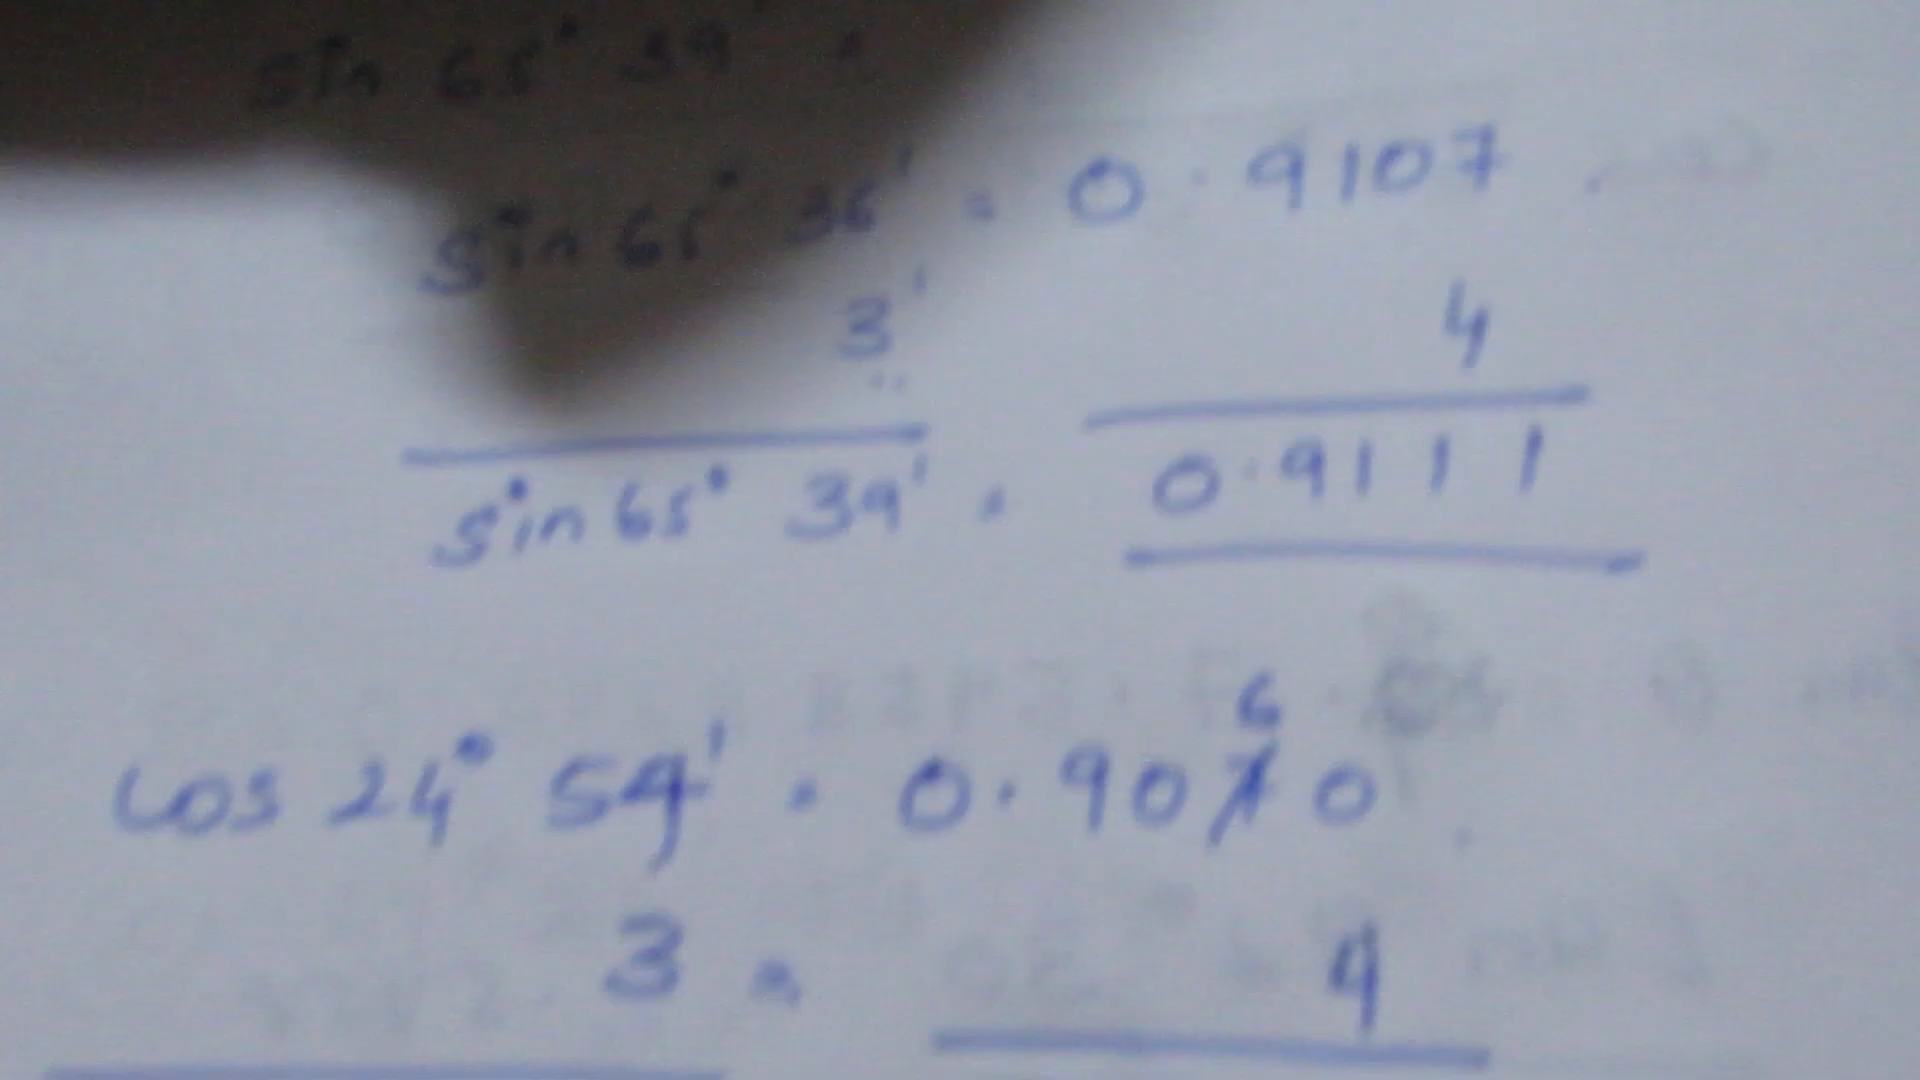 sin 65° 39'
sin 65° 36' = 0.9107
3' 4
sin 65° 39' = 0.9111
6
cos 24° 54' = 0.9070
3 = 4